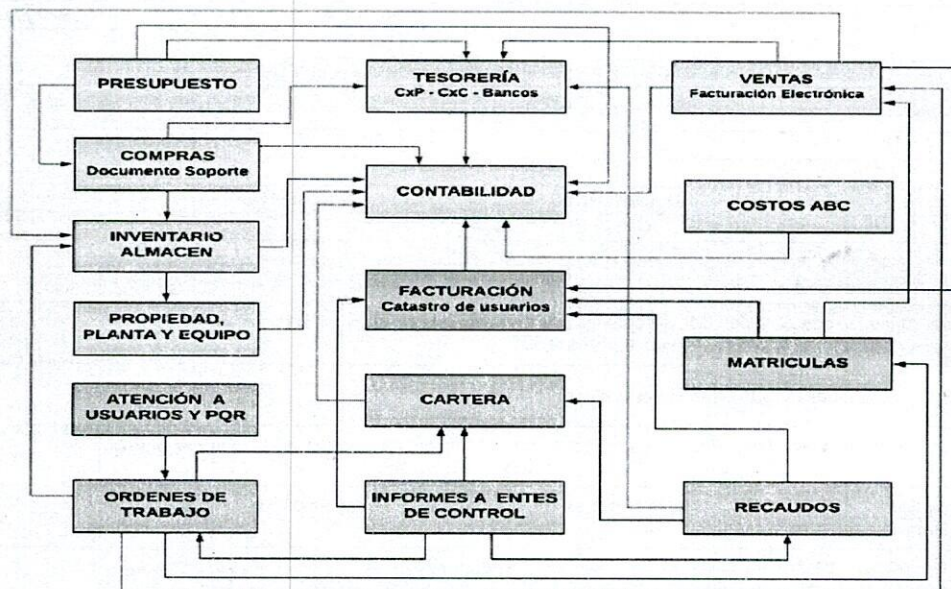 PRESUPUESTO
TESORERÍA
CxP - CxC - Bancos
VENTAS
Facturación Electrónica
COMPRAS
Documento Soporte
CONTABILIDAD
COSTOS ABC
INVENTARIO
ALMACEN
FACTURACIÓN
Catastro de usuarios
PROPIEDAD,
PLANTA Y EQUIPO
MATRICULAS
ATENCIÓN A
USUARIOS Y PQR
CARTERA
ORDENES DE
TRABAJO
INFORMES A ENTES
DE CONTROL
RECAUDOS